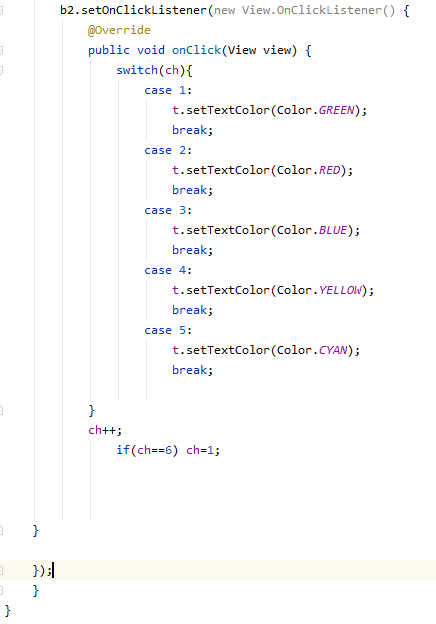 b2.setOnClickListener(new View.OnClickListener() {
@Override
public void onClick(View view) {
switch(ch){
case 1:
t.setTextColor(Color.GREEN);
break;
case 2:
t.setTextColor(Color.RED);
break;
case 3:
t.setTextColor(Color.BLUE);
break;
case 4:
t.setTextColor(Color.YELLOW);
break;
case 5:
t.setTextColor(Color.CYAN);
break;
}
ch++;
if(ch==6) ch=1;
}
});
}
}